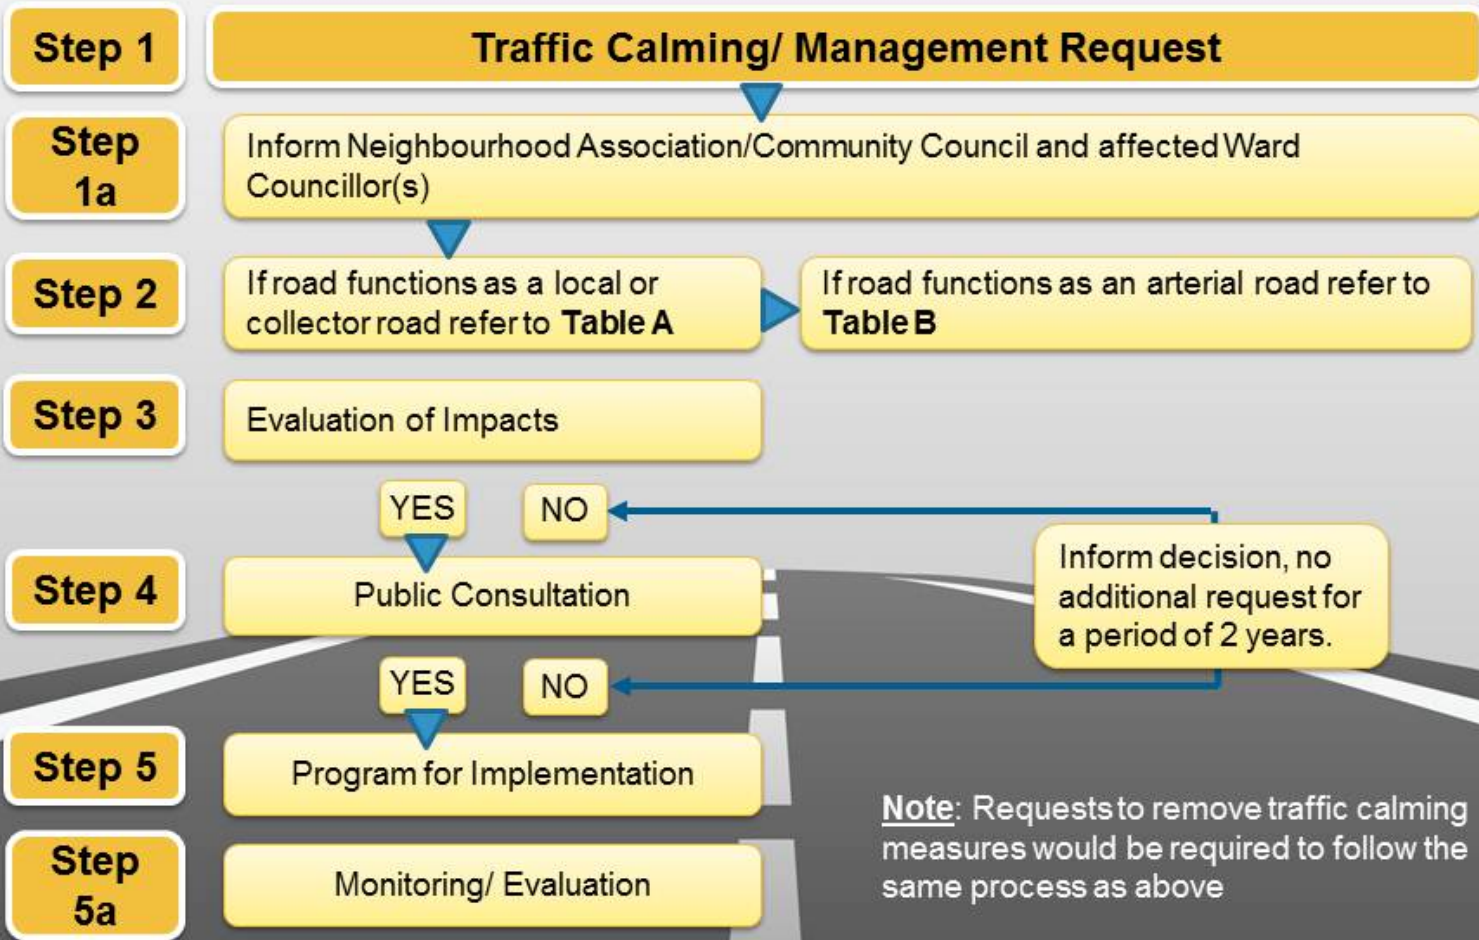 Step 1
Traffic Calming/ Management Request
Step
1a
Inform Neighbourhood Association/Community Council and affected Ward
Councillor(s)
Step 2
If road functions as a local or
collector road refer to Table A
If road functions as an arterial road refer to
Table B
Step 3
Evaluation of Impacts
YES
NO
Inform decision, no
additional request for
a period of 2 years.
Step 4
Public Consultation
YES
NO
Step 5
Program for Implementation
Note: Requests to remove traffic calming
measures would be required to follow the
same process as above
Step
5a
Monitoring/ Evaluation